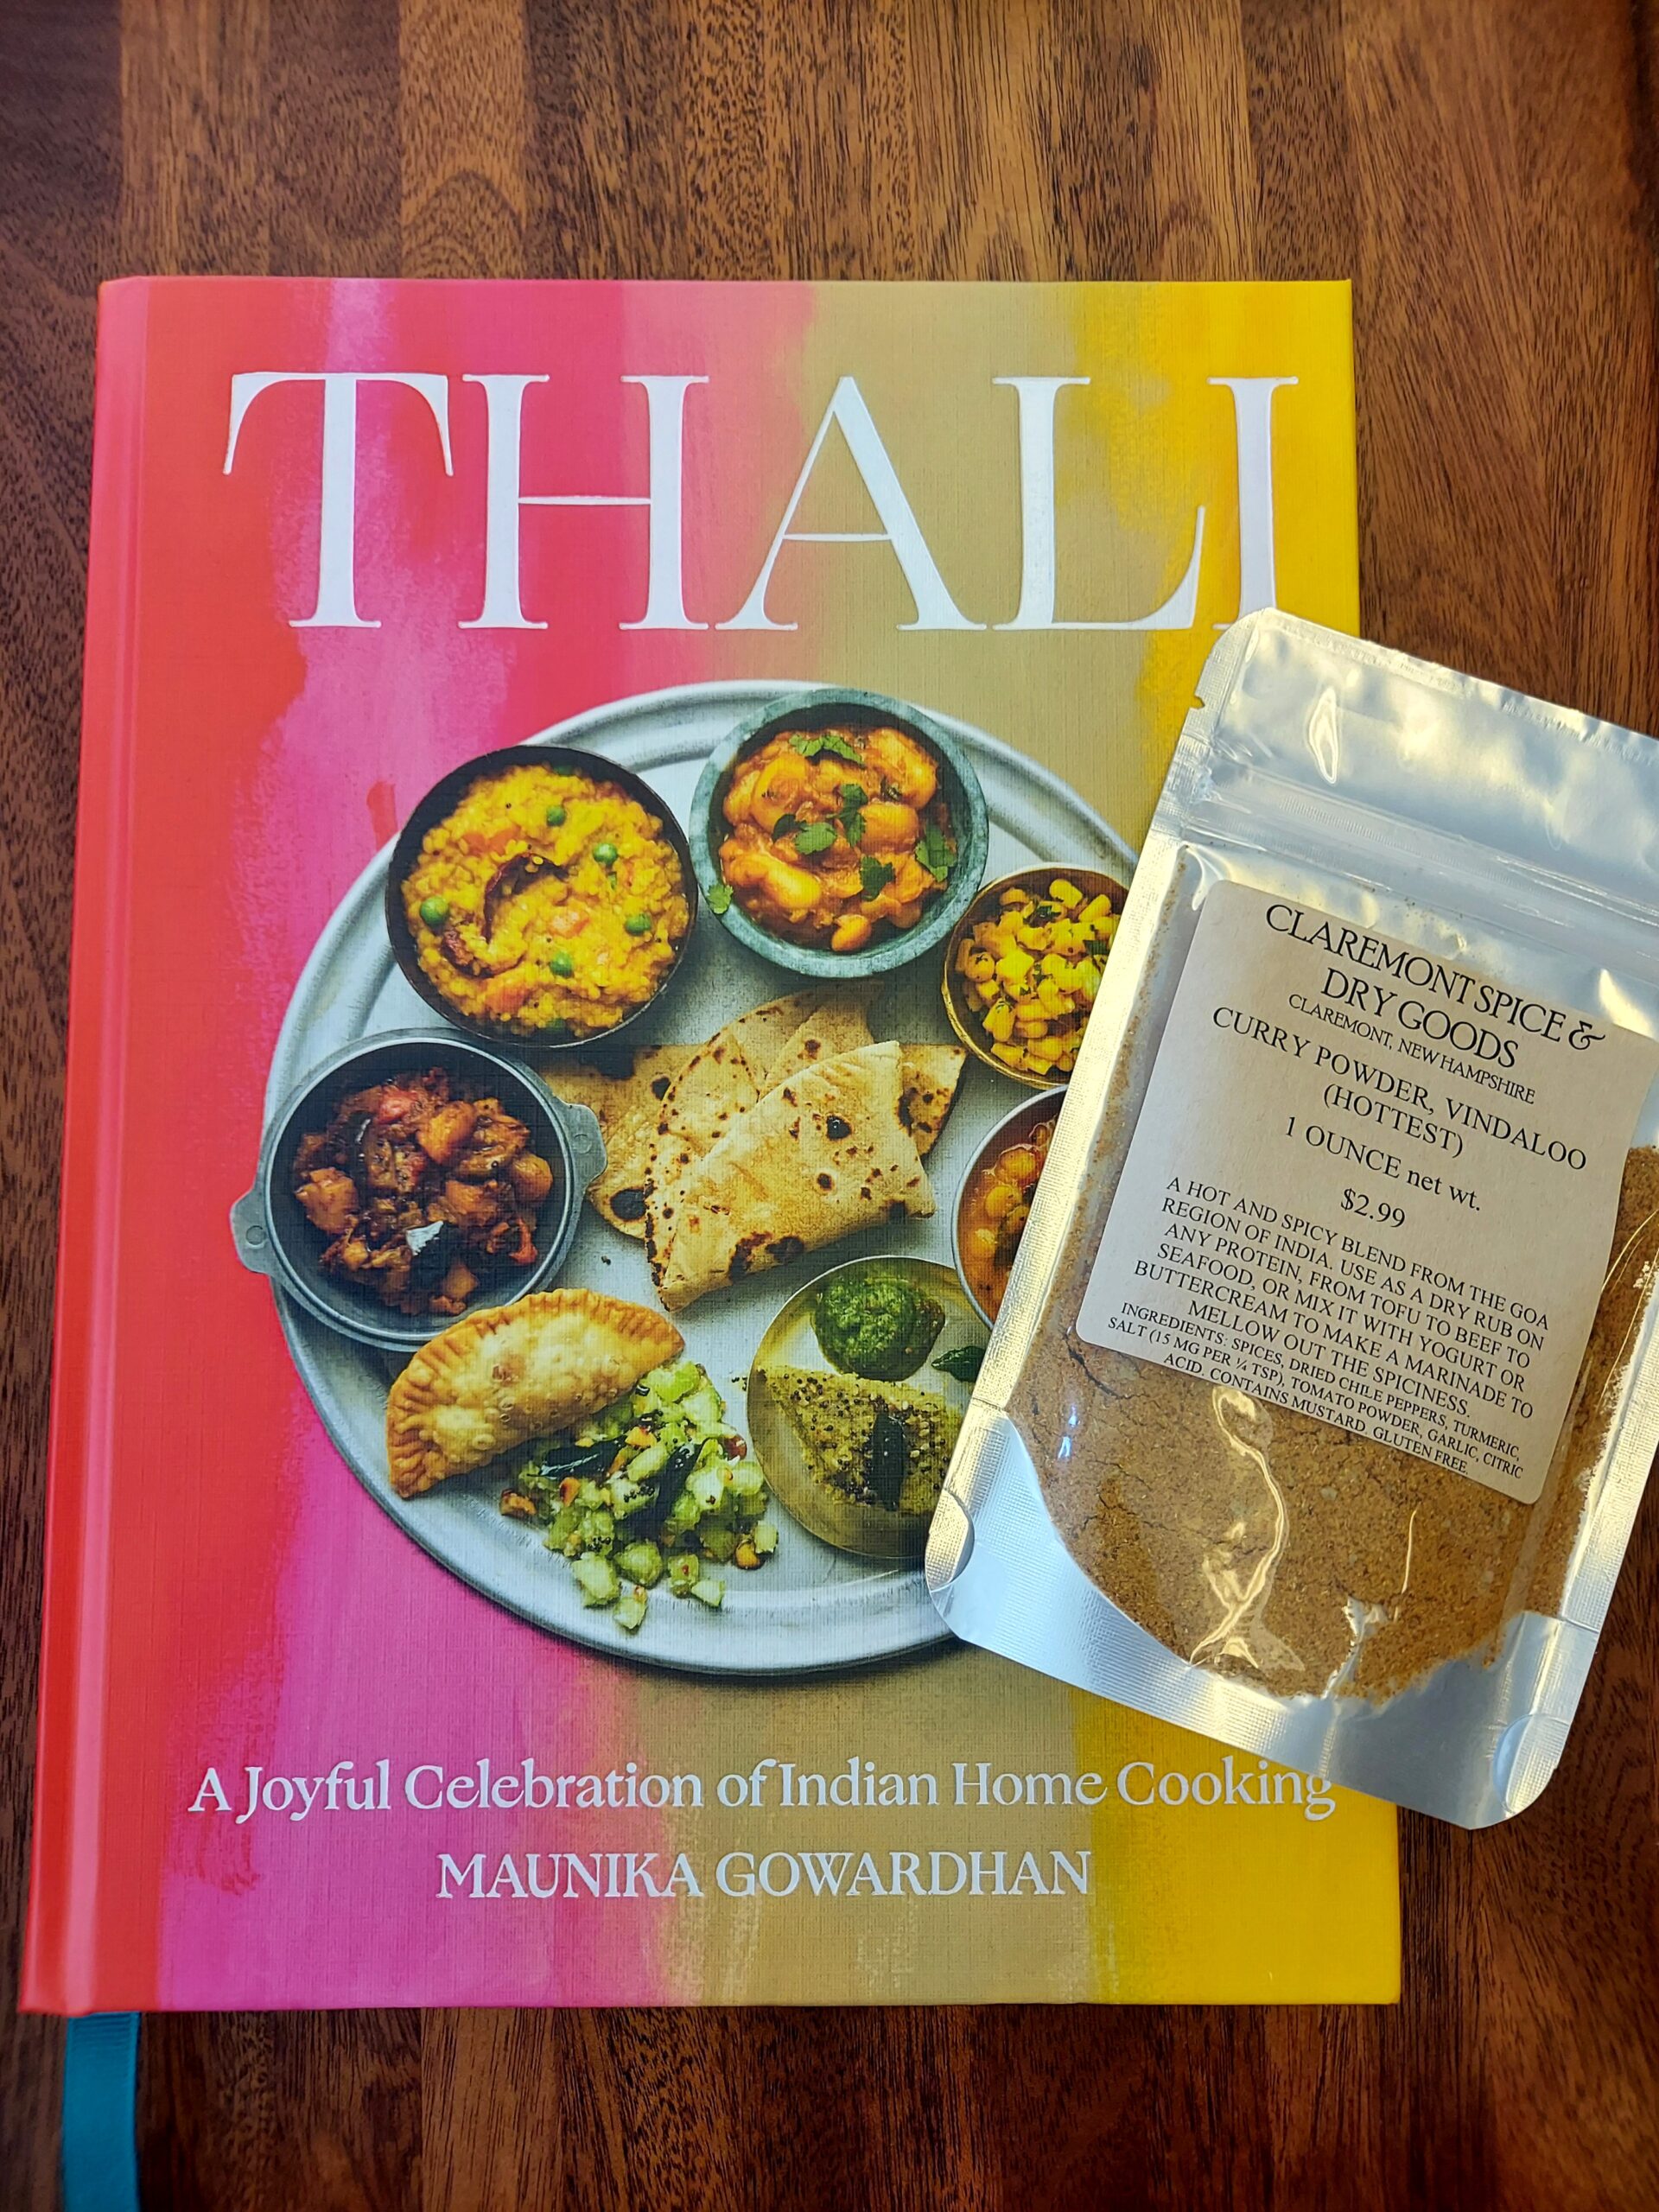 THALI
A Joyful Celebration of Indian Home Cooking
MAUNIKA GOWARDHAN
CLAREMONT SPICE &
DRY GOODS
CLAREMONT, NEW HAMPSHIRE
CURRY POWDER, VINDALOO
(HOTTEST)
1 OUNCE net wt.
$2.99
A HOT AND SPICY BLEND FROM THE GOA
REGION OF INDIA. USE AS A DRY RUB ON
ANY PROTEIN, FROM TOFU TO BEEF TO
SEAFOOD, OR MIX IT WITH YOGURT OR
BUTTERCREAM TO MAKE A MARINADE TO
MELLOW OUT THE SPICINESS.
INGREDIENTS: SPICES, DRIED CHILE PEPPERS, TURMERIC,
SALT (15 MG PER ¼ TSP), TOMATO POWDER, GARLIC, CITRIC
ACID. CONTAINS MUSTARD. GLUTEN FREE.